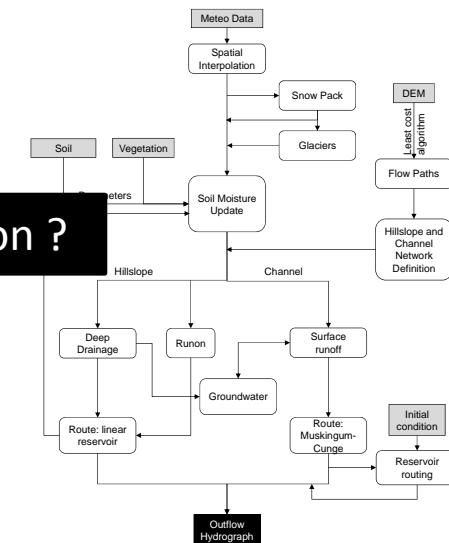 Meteo Data
Spatial
Interpolation
Snow Pack
DEM
Least cost
algorithm
Soil
Vegetation
Glaciers
Flow Paths
Soil Moisture
Update
on ?
Hillslope and
Channel
Network
Definition
Hillslope
Channel
Deep
Drainage
Runon
Surface
runoff
Groundwater
Route: linear
reservoir
Route:
Muskingum-
Cunge
Initial
condition
Reservoir
routing
Outflow
Hydrograph